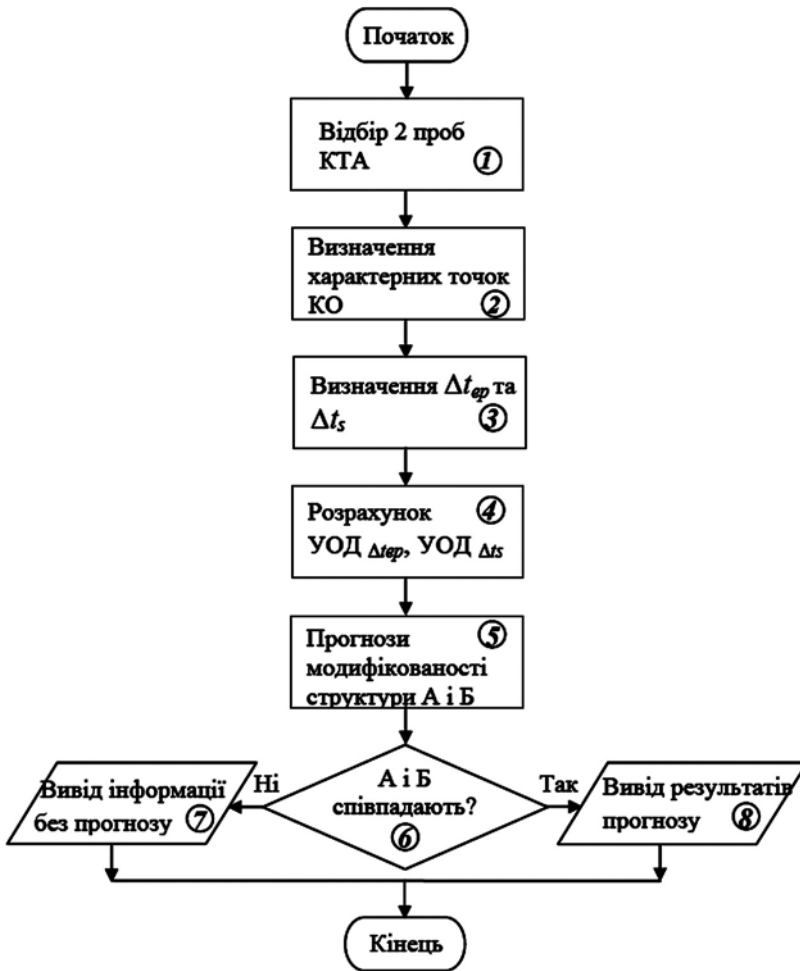 Початок
Відбір 2 проб
КТА ①
Визначення
характерних точок
КО ②
Визначення Δtₑₚ та
Δtₛ ③
Розрахунок ④
УОД Δtвр, УОД Δts
Прогнози ⑤
модифікованості
структури А і Б
А і Б
співпадають?
⑥
Ні
Так
Вивід інформації
без прогнозу ⑦
Вивід результатів
прогнозу ⑧
Кінець